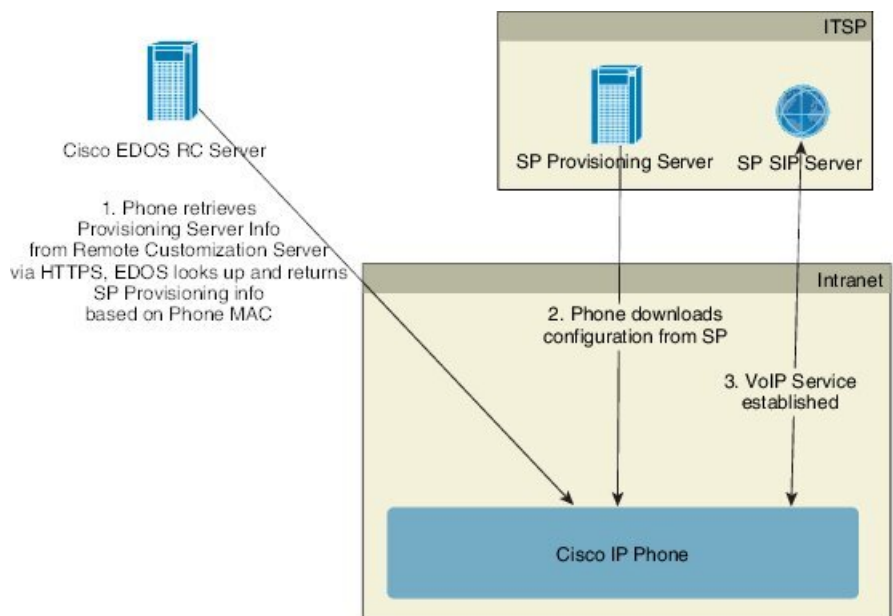 ITSP
Cisco EDOS RC Server
SP Provisioning Server
SP SIP Server
1. Phone retrieves
Provisioning Server Info
from Remote Customization Server
via HTTPS, EDOS looks up and returns
SP Provisioning info
based on Phone MAC
Intranet
2. Phone downloads
configuration from SP
3. VoIP Service
established
Cisco IP Phone